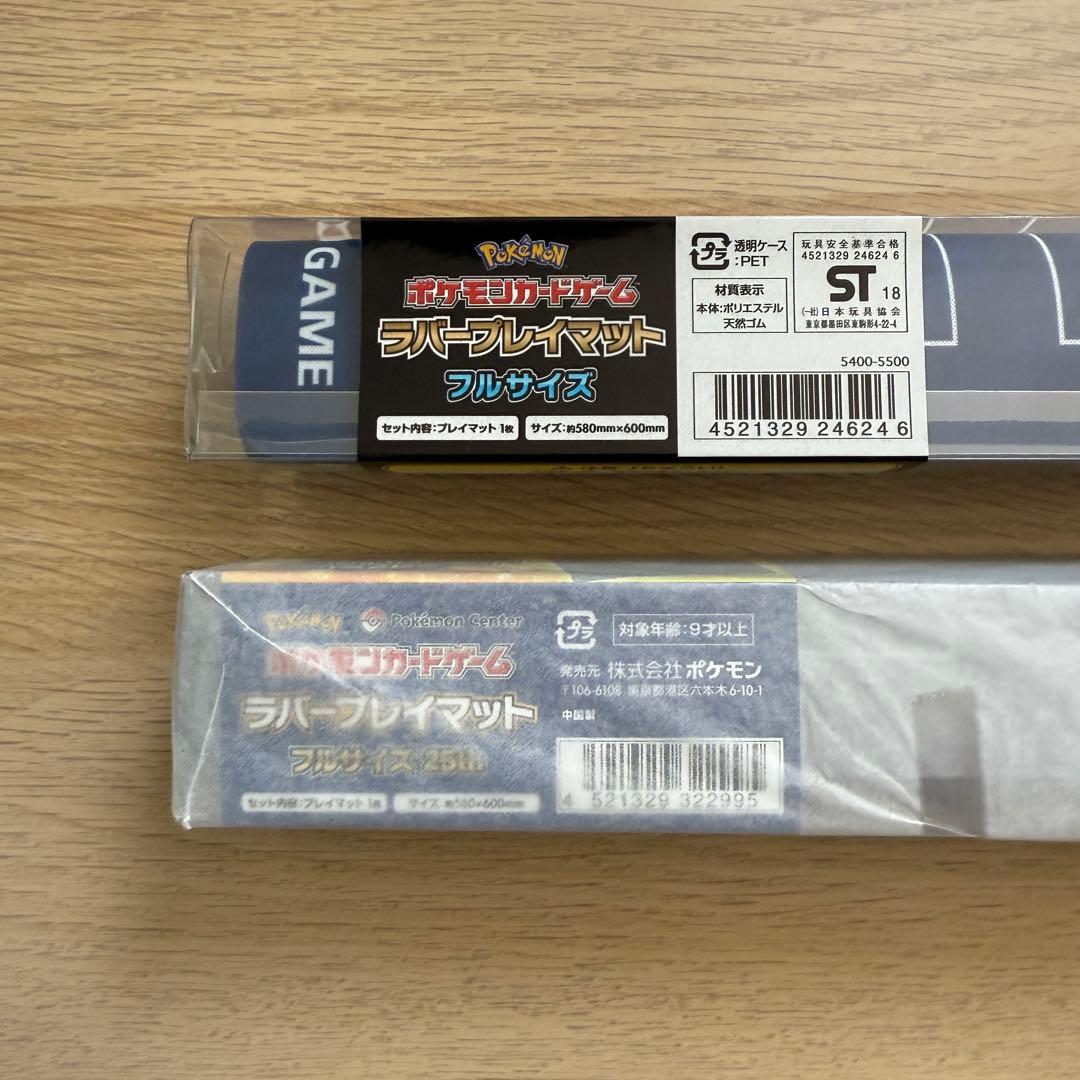 GAME
POKéMON
ポケモンカードゲーム
ラバープレイマット
フルサイズ
セット内容:プレイマット 1枚
サイズ:約580mm×600mm
プラ
透明ケース
:PET
材質表示
本体:ポリエステル
天然ゴム
玩具安全基準合格
4521329 24624 6
ST 18
(一社)日本玩具協会
東京都墨田区東駒形4-22-4
5400-5500
4521329 246246
POKéMON
Pokémon Center
ポケモンカードゲーム
ラバープレイマット
フルサイズ 25th
セット内容:プレイマット 1枚
サイズ 約580×600mm
プラ
対象年齢:9才以上
発売元 株式会社ポケモン
〒106-6108 東京都港区六本木6-10-1
中国製
4 521329 322995